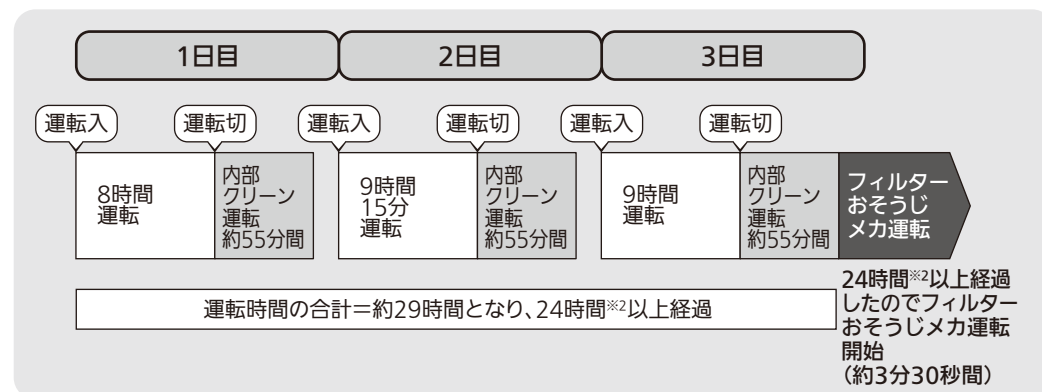 1日目
2日目
3日目
運転入
運転切
運転入
運転切
運転入
運転切
8時間
運転
内部
クリーン
運転
約55分間
9時間
15分
運転
内部
クリーン
運転
約55分間
9時間
運転
内部
クリーン
運転
約55分間
フィルター
おそうじ
メカ運転
運転時間の合計＝約29時間となり、24時間※2以上経過
24時間※2以上経過
したのでフィルター
おそうじメカ運転
開始
（約3分30秒間）